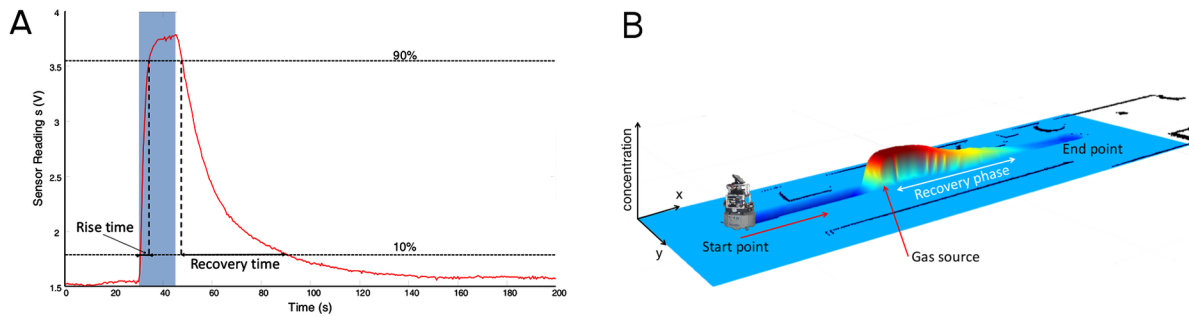 A
4
3.5
3
2.5
2
1.5
0
20
40
60
80
100
120
140
160
180
200
Sensor Reading s (V)
Time (s)
90%
10%
Rise time
Recovery time
B
concentration
x
y
Start point
Gas source
Recovery phase
End point